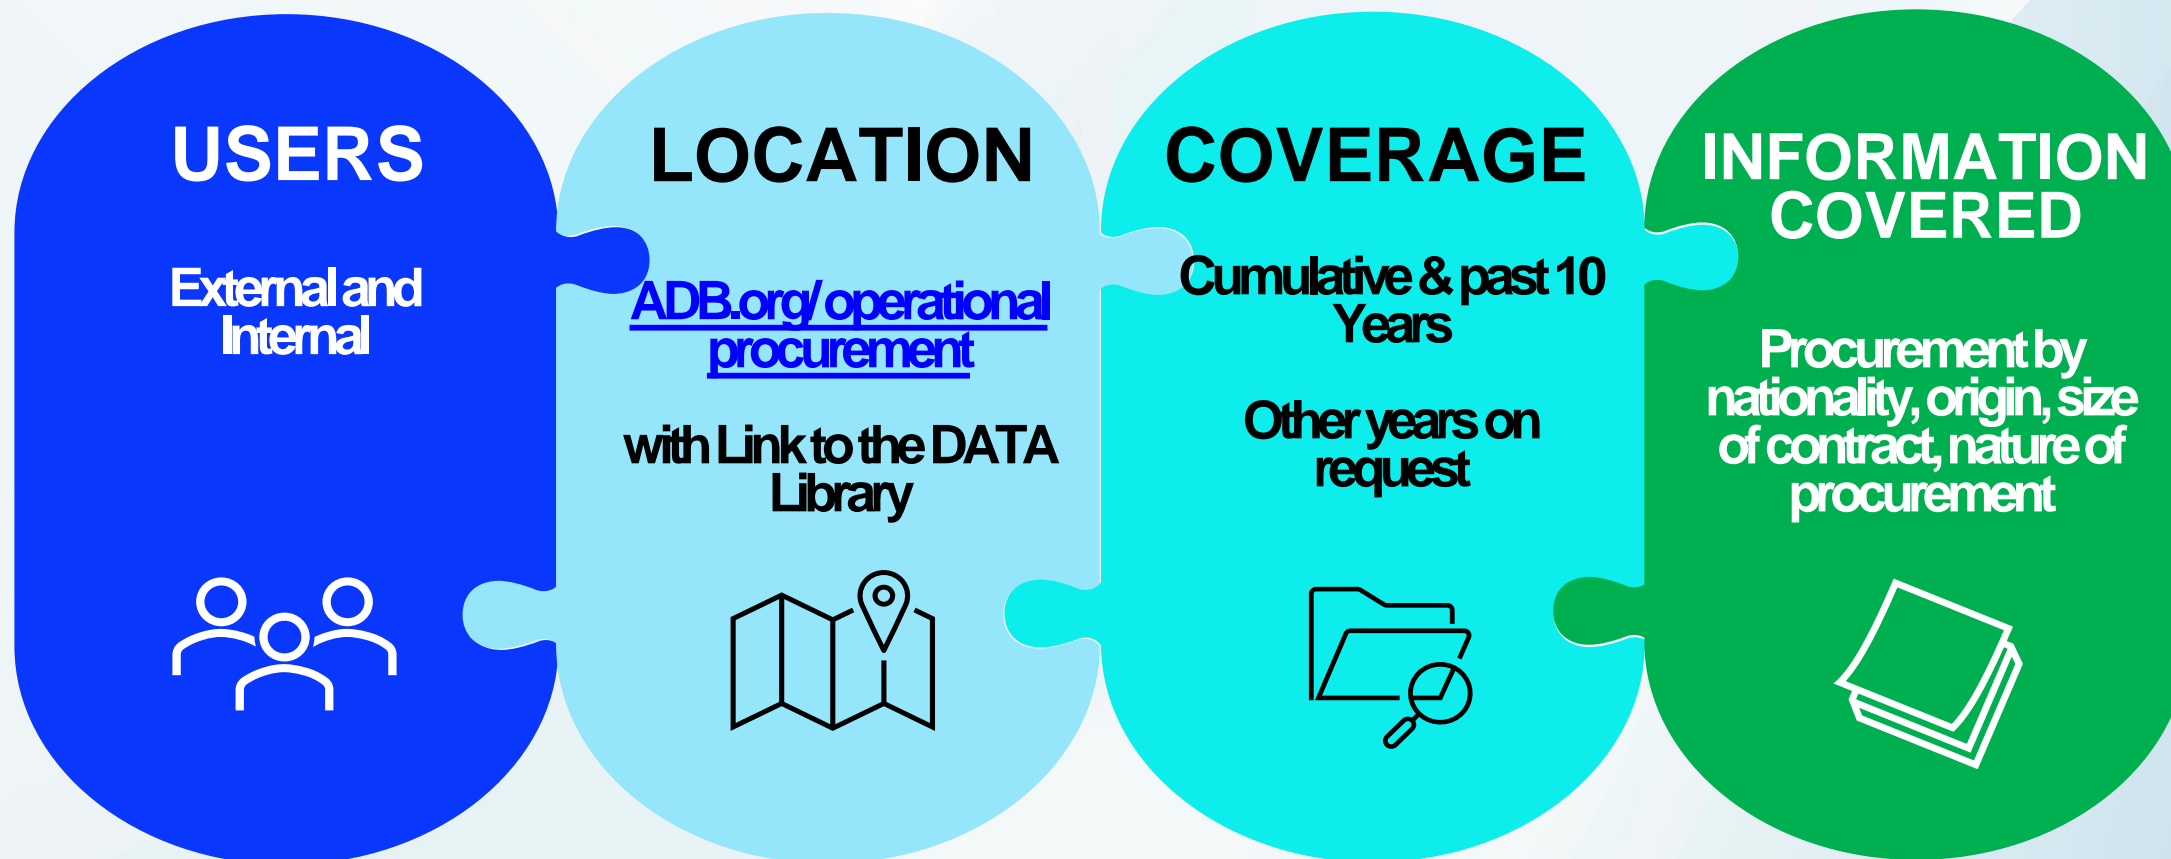 USERS
External and
Internal
LOCATION
ADB.org/ operational
procurement
with Link to the DATA
Library
COVERAGE
Cumulative & past 10
Years
Other years on
request
INFORMATION
COVERED
Procurement by
nationality, origin, size
of contract, nature of
procurement